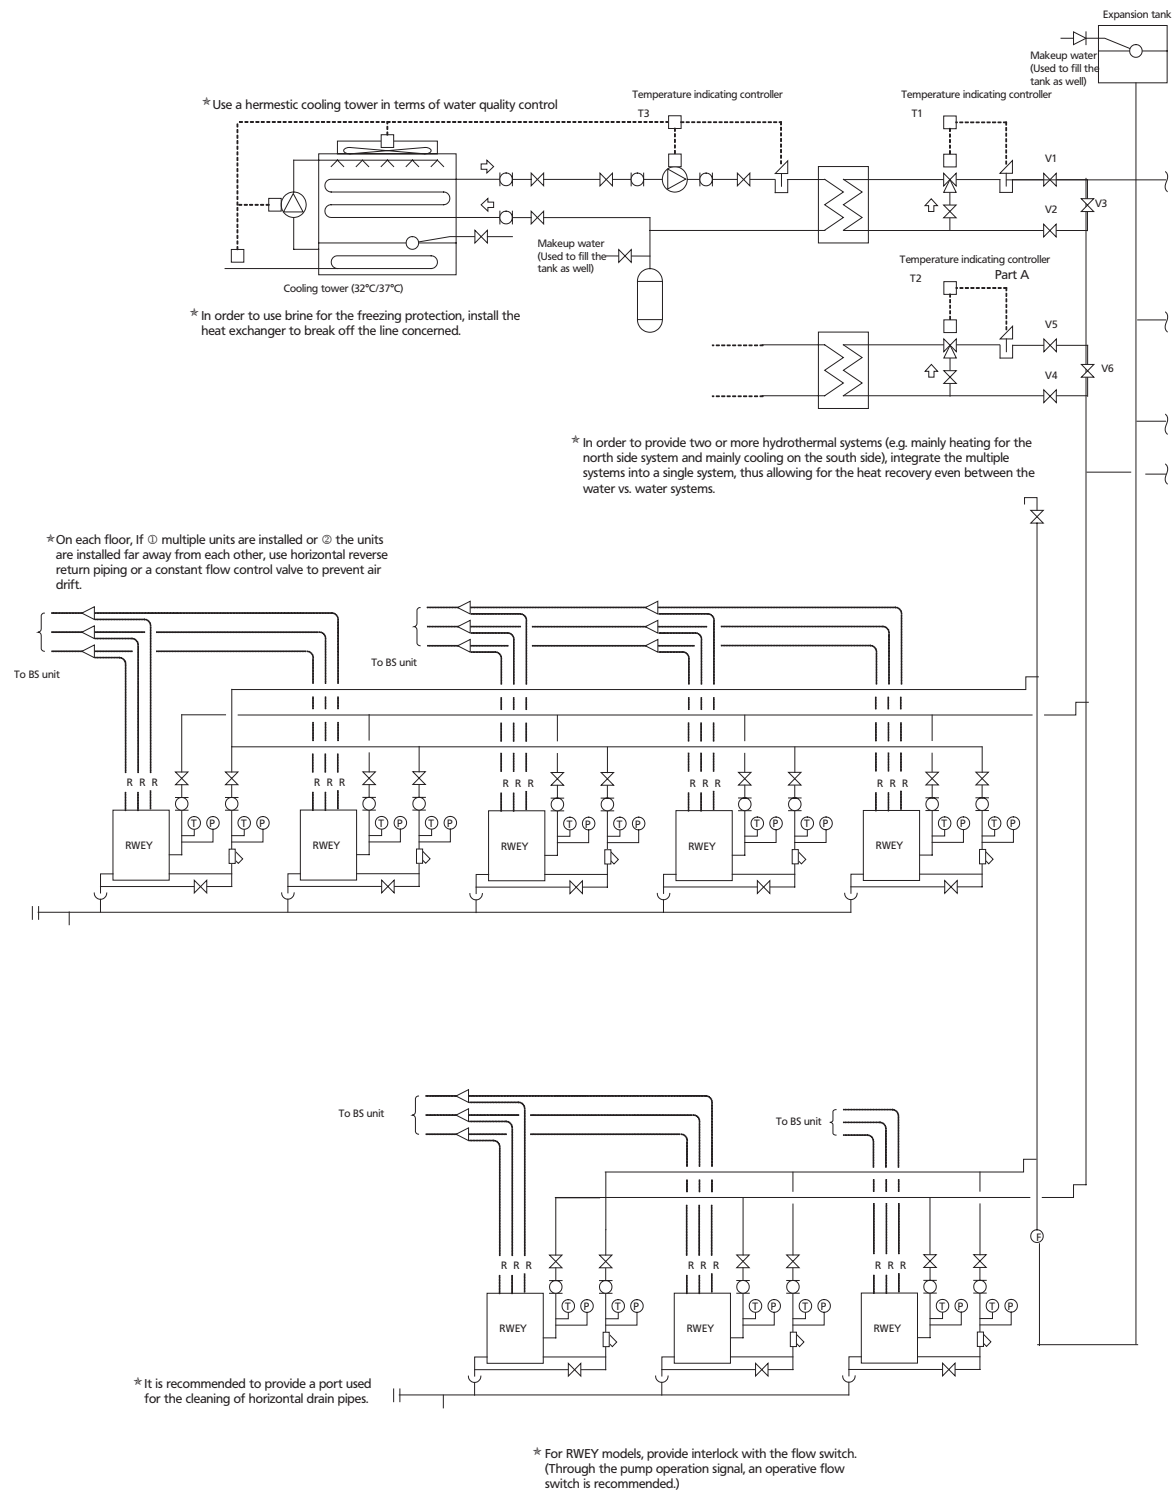 Expansion tank
Makeup water
(Used to fill the
tank as well)
Temperature indicating controller
T3
Temperature indicating controller
T1
✭ Use a hermestic cooling tower in terms of water quality control
V1
V2
V3
Makeup water
(Used to fill the
tank as well)
Cooling tower (32°C/37°C)
Temperature indicating controller
T2
Part A
✭ In order to use brine for the freezing protection, install the
heat exchanger to break off the line concerned.
V5
V4
V6
✭ In order to provide two or more hydrothermal systems (e.g. mainly heating for the
north side system and mainly cooling on the south side), integrate the multiple
systems into a single system, thus allowing for the heat recovery even between the
water vs. water systems.
✭ On each floor, If ① multiple units are installed or ② the units
are installed far away from each other, use horizontal reverse
return piping or a constant flow control valve to prevent air
drift.
To BS unit
To BS unit
R R R
R R R
R R R
R R R
R R R
T P T P
T P T P
T P T P
T P T P
T P T P
RWEY
RWEY
RWEY
RWEY
RWEY
To BS unit
To BS unit
F
R R R
R R R
R R R
T P T P
T P T P
T P T P
RWEY
RWEY
RWEY
✭ It is recommended to provide a port used
for the cleaning of horizontal drain pipes.
✭ For RWEY models, provide interlock with the flow switch.
(Through the pump operation signal, an operative flow
switch is recommended.)